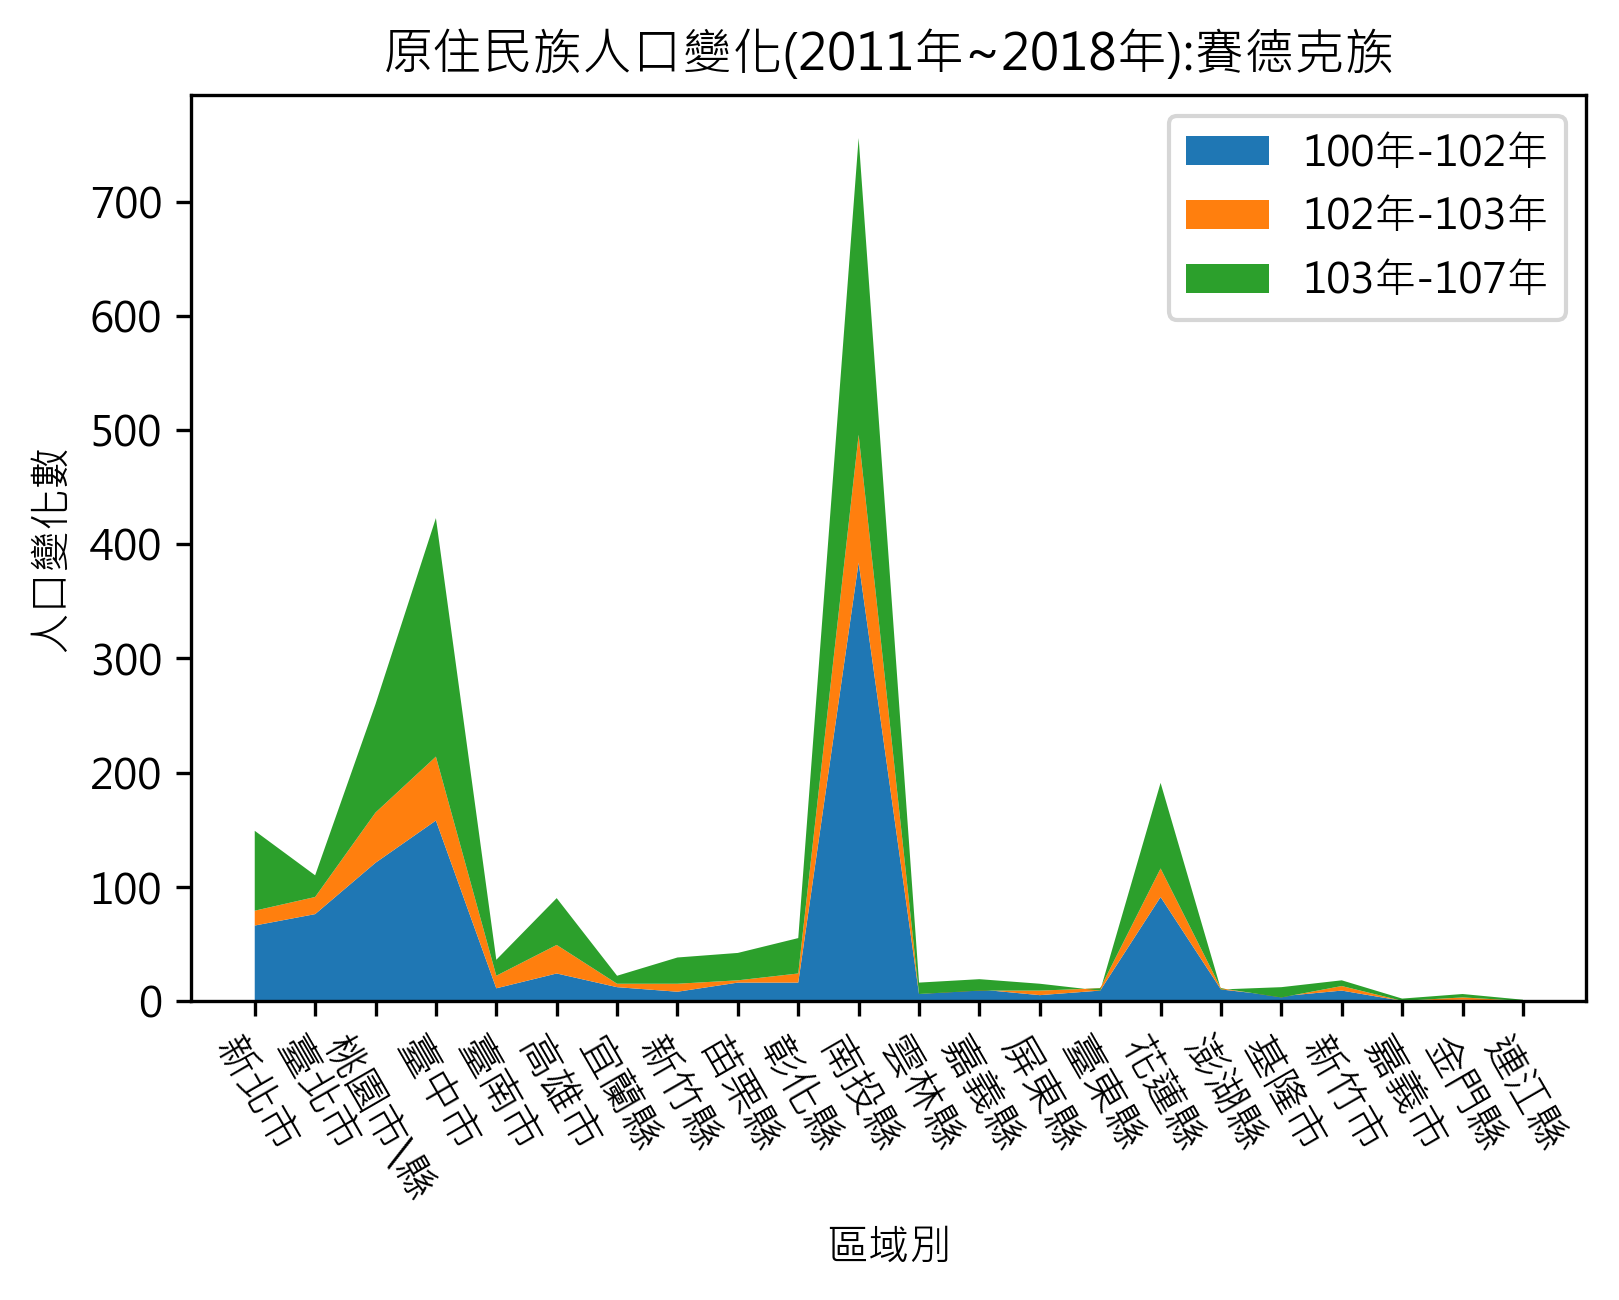 原住民族人口變化(2011年~2018年):賽德克族
100年-102年
102年-103年
103年-107年
人口變化數
700
600
500
400
300
200
100
0
新北市
臺北市
桃園市\縣
臺中市
臺南市
高雄市
宜蘭縣
新竹縣
苗栗縣
彰化縣
南投縣
雲林縣
嘉義縣
屏東縣
臺東縣
花蓮縣
澎湖縣
基隆市
新竹市
嘉義市
金門縣
連江縣
區域別